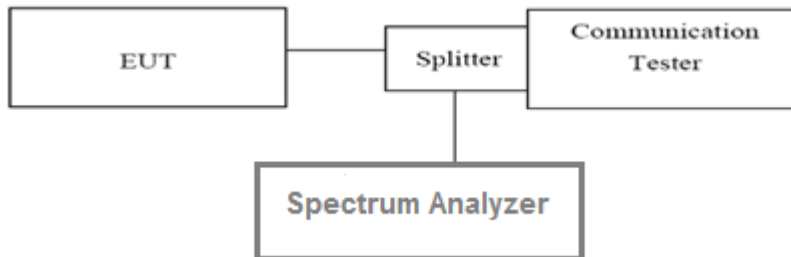 EUT
Splitter
Communication
Tester
Spectrum Analyzer